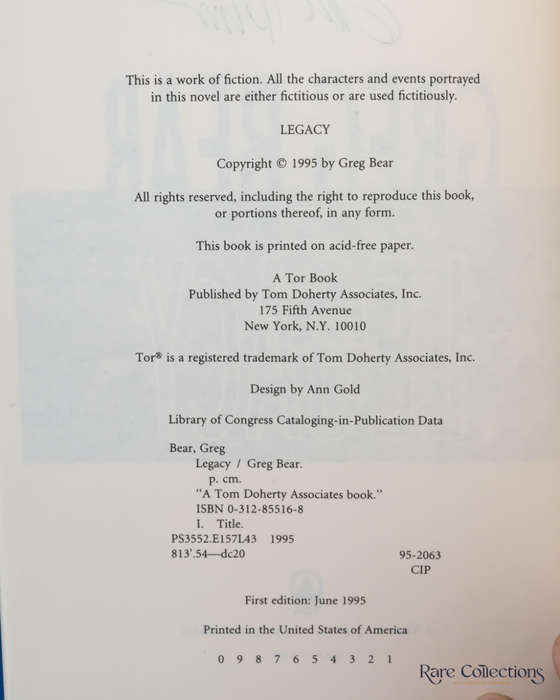 This is a work of fiction. All the characters and events portrayed
in this novel are either fictitious or are used fictitiously.
LEGACY
Copyright © 1995 by Greg Bear
All rights reserved, including the right to reproduce this book,
or portions thereof, in any form.
This book is printed on acid-free paper.
A Tor Book
Published by Tom Doherty Associates, Inc.
175 Fifth Avenue
New York, N.Y. 10010
Tor® is a registered trademark of Tom Doherty Associates, Inc.
Design by Ann Gold
Library of Congress Cataloging-in-Publication Data
Bear, Greg
Legacy / Greg Bear.
p. cm.
"A Tom Doherty Associates book."
ISBN 0-312-85516-8
I. Title.
PS3552.E157L43 1995
813'.54—dc20 95-2063
CIP
First edition: June 1995
Printed in the United States of America
0 9 8 7 6 5 4 3 2 1
Rare Collections